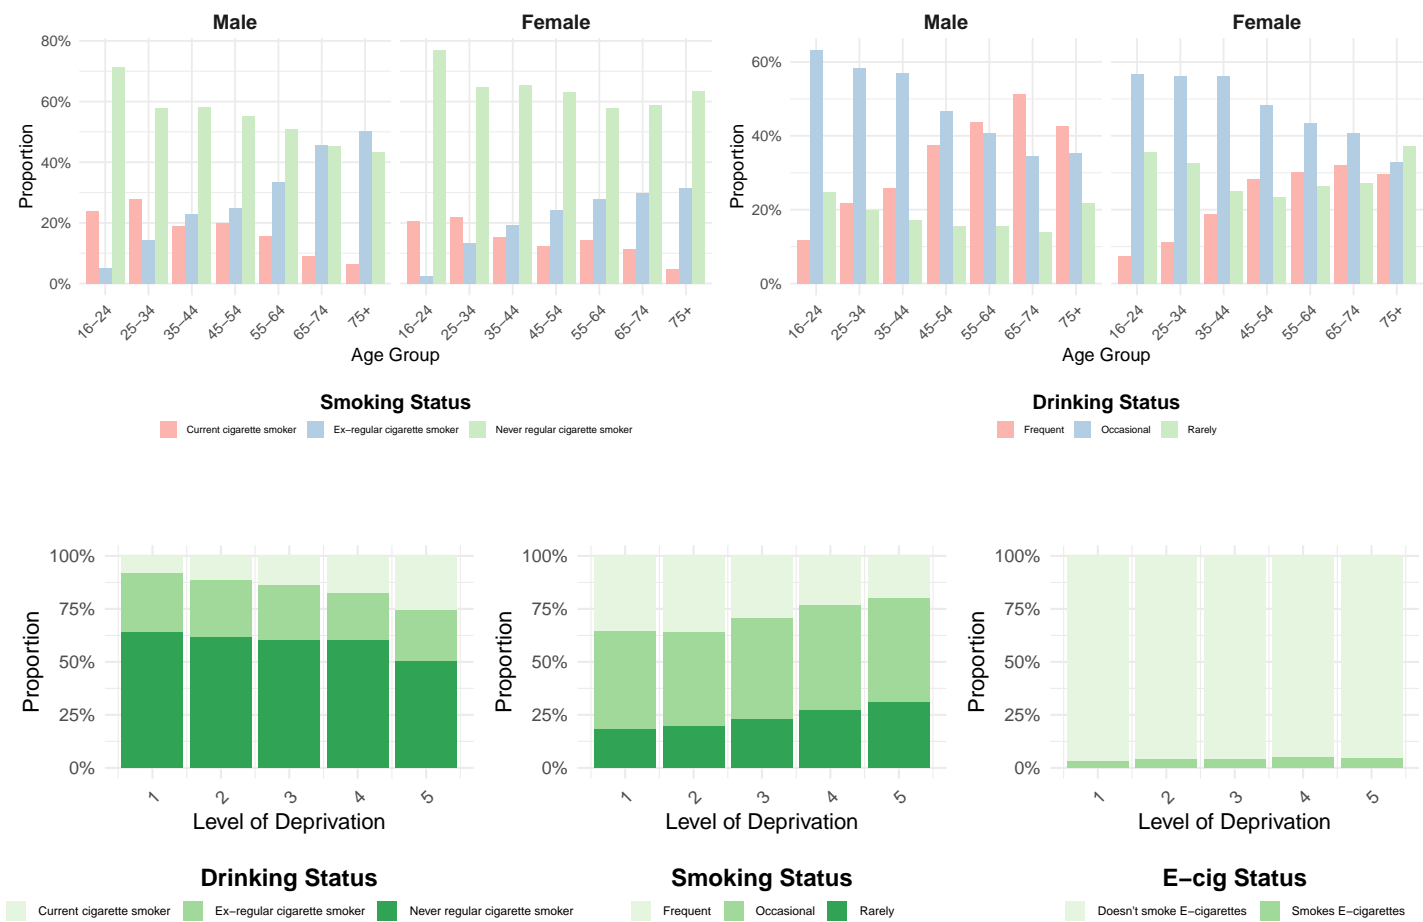 Male Female
80%
60%
40%
20%
0%
Proportion
16−24 25−34 35−44 45−54 55−64 65−74 75+ 16−24 25−34 35−44 45−54 55−64 65−74 75+
Age Group
Smoking Status
Current cigarette smoker Ex−regular cigarette smoker Never regular cigarette smoker
Male Female
60%
40%
20%
0%
Proportion
16−24 25−34 35−44 45−54 55−64 65−74 75+ 16−24 25−34 35−44 45−54 55−64 65−74 75+
Age Group
Drinking Status
Frequent Occasional Rarely
100%
75%
50%
25%
0%
Proportion
1 2 3 4 5
Level of Deprivation
Drinking Status
Current cigarette smoker Ex−regular cigarette smoker Never regular cigarette smoker
100%
75%
50%
25%
0%
Proportion
1 2 3 4 5
Level of Deprivation
Smoking Status
Frequent Occasional Rarely
100%
75%
50%
25%
0%
Proportion
1 2 3 4 5
Level of Deprivation
E−cig Status
Doesn't smoke E−cigarettes Smokes E−cigarettes